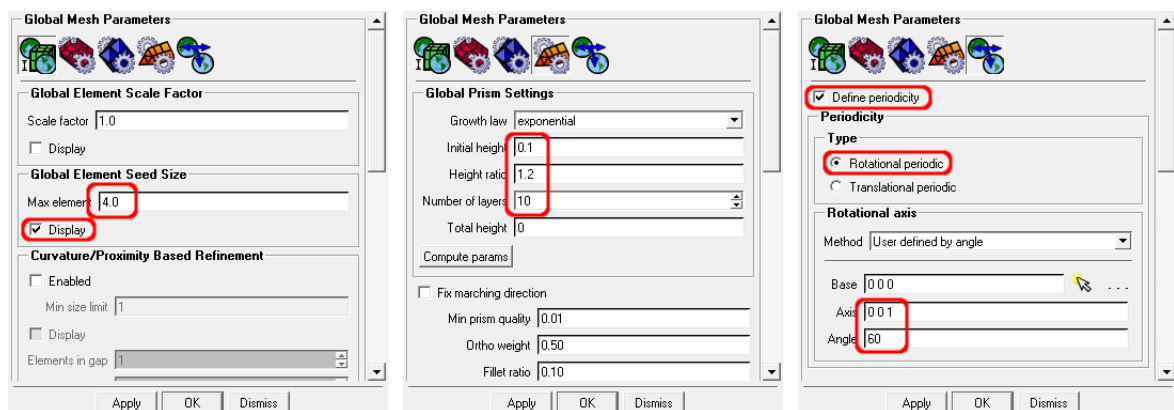 Global Mesh Parameters
Global Element Scale Factor
Scale factor 1.0
Display
Global Element Seed Size
Max element 4.0
Display
Curvature/Proximity Based Refinement
Enabled
Min size limit 1
Display
Elements in gap 1
Apply OK Dismiss
Global Mesh Parameters
Global Prism Settings
Growth law exponential
Initial height 0.1
Height ratio 1.2
Number of layers 10
Total height 0
Compute params
Fix marching direction
Min prism quality 0.01
Ortho weight 0.50
Fillet ratio 0.10
Apply OK Dismiss
Global Mesh Parameters
Define periodicity
Periodicity
Type
Rotational periodic
Translational periodic
Rotational axis
Method User defined by angle
Base 0 0 0 ...
Axis 0 0 1
Angle 60
Apply OK Dismiss